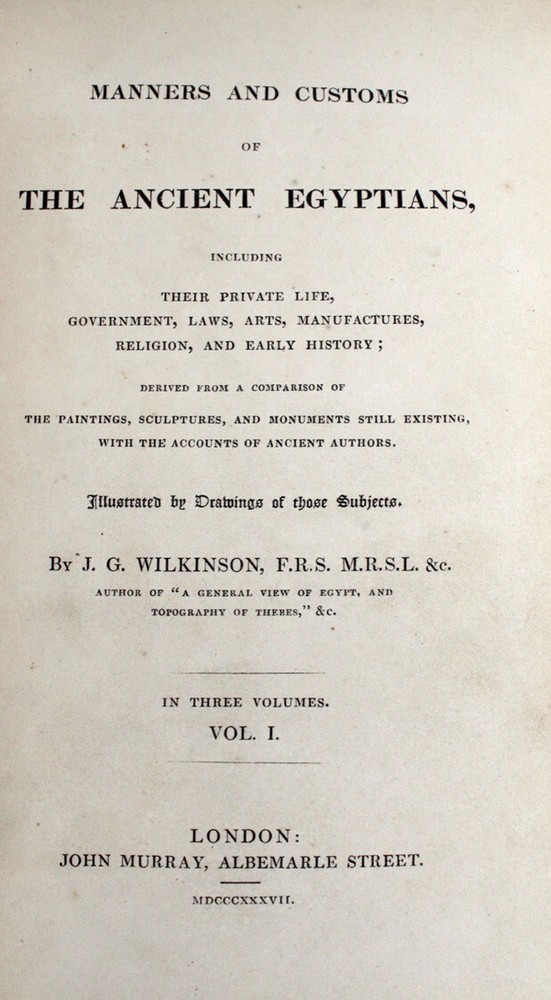 MANNERS AND CUSTOMS
OF
THE ANCIENT EGYPTIANS,
INCLUDING
THEIR PRIVATE LIFE,
GOVERNMENT, LAWS, ARTS, MANUFACTURES,
RELIGION, AND EARLY HISTORY;
DERIVED FROM A COMPARISON OF
THE PAINTINGS, SCULPTURES, AND MONUMENTS STILL EXISTING,
WITH THE ACCOUNTS OF ANCIENT AUTHORS.
Illustrated by Drawings of those Subjects.
BY J. G. WILKINSON, F.R.S. M.R.S.L. &c.
AUTHOR OF "A GENERAL VIEW OF EGYPT, AND
TOPOGRAPHY OF THEBES," &c.
IN THREE VOLUMES.
VOL. I.
LONDON:
JOHN MURRAY, ALBEMARLE STREET.
MDCCCXXXVII.